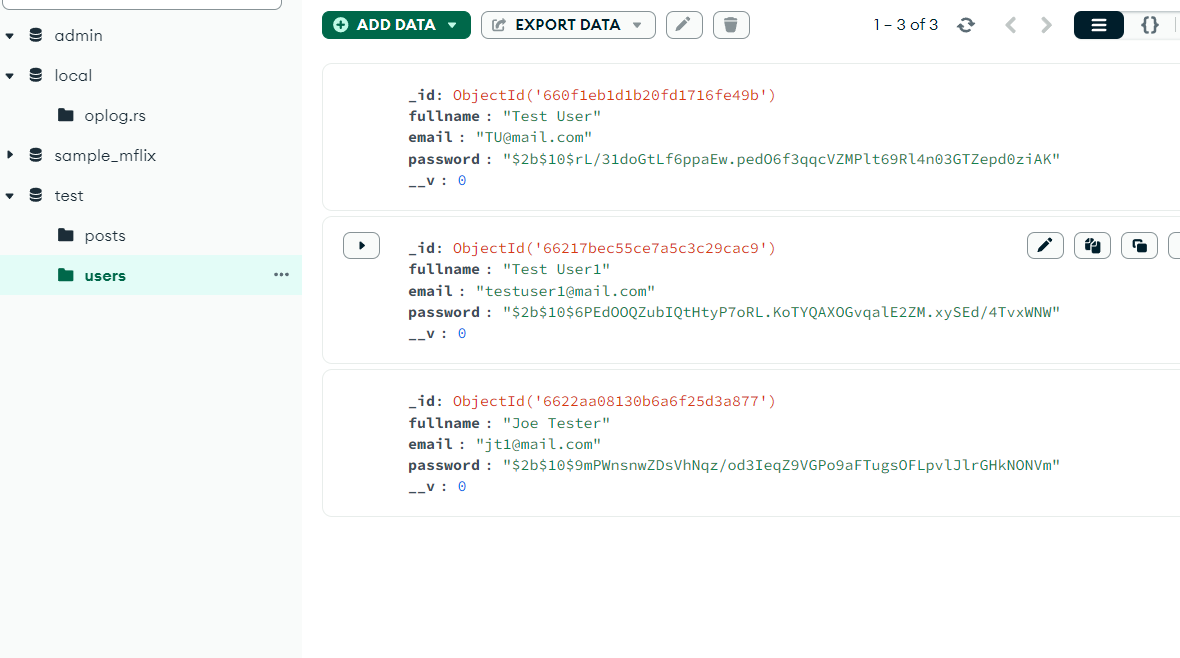 ADD DATA
EXPORT DATA
1 – 3 of 3
{}
admin
local
oplog.rs
sample_mflix
test
posts
users
_id: ObjectId('660f1eb1d1b20fd1716fe49b')
fullname : "Test User"
email : "TU@mail.com"
password : "$2b$10$rL/31doGtLf6ppaEw.pedO6f3qqcVZMPlt69Rl4n03GTZepd0ziAK"
__v : 0
_id: ObjectId('66217bec55ce7a5c3c29cac9')
fullname : "Test User1"
email : "testuser1@mail.com"
password : "$2b$10$6PEdOOQZubIQtHtyP7oRL.KoTYQAXOGvqalE2ZM.xySEd/4TvxWNW"
__v : 0
_id: ObjectId('6622aa08130b6a6f25d3a877')
fullname : "Joe Tester"
email : "jt1@mail.com"
password : "$2b$10$9mPWnsnwZDsVhNqz/od3IeqZ9VGPo9aFTugsOFLpvlJlrGHkNONVm"
__v : 0